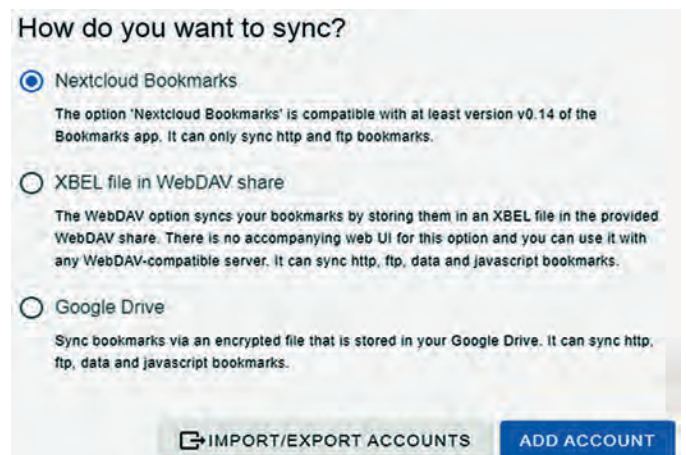 How do you want to sync?
Nextcloud Bookmarks
The option 'Nextcloud Bookmarks' is compatible with at least version v0.14 of the
Bookmarks app. It can only sync http and ftp bookmarks.
XBEL file in WebDAV share
The WebDAV option syncs your bookmarks by storing them in an XBEL file in the provided
WebDAV share. There is no accompanying web UI for this option and you can use it with
any WebDAV-compatible server. It can sync http, ftp, data and javascript bookmarks.
Google Drive
Sync bookmarks via an encrypted file that is stored in your Google Drive. It can sync http,
ftp, data and javascript bookmarks.
IMPORT/EXPORT ACCOUNTS ADD ACCOUNT